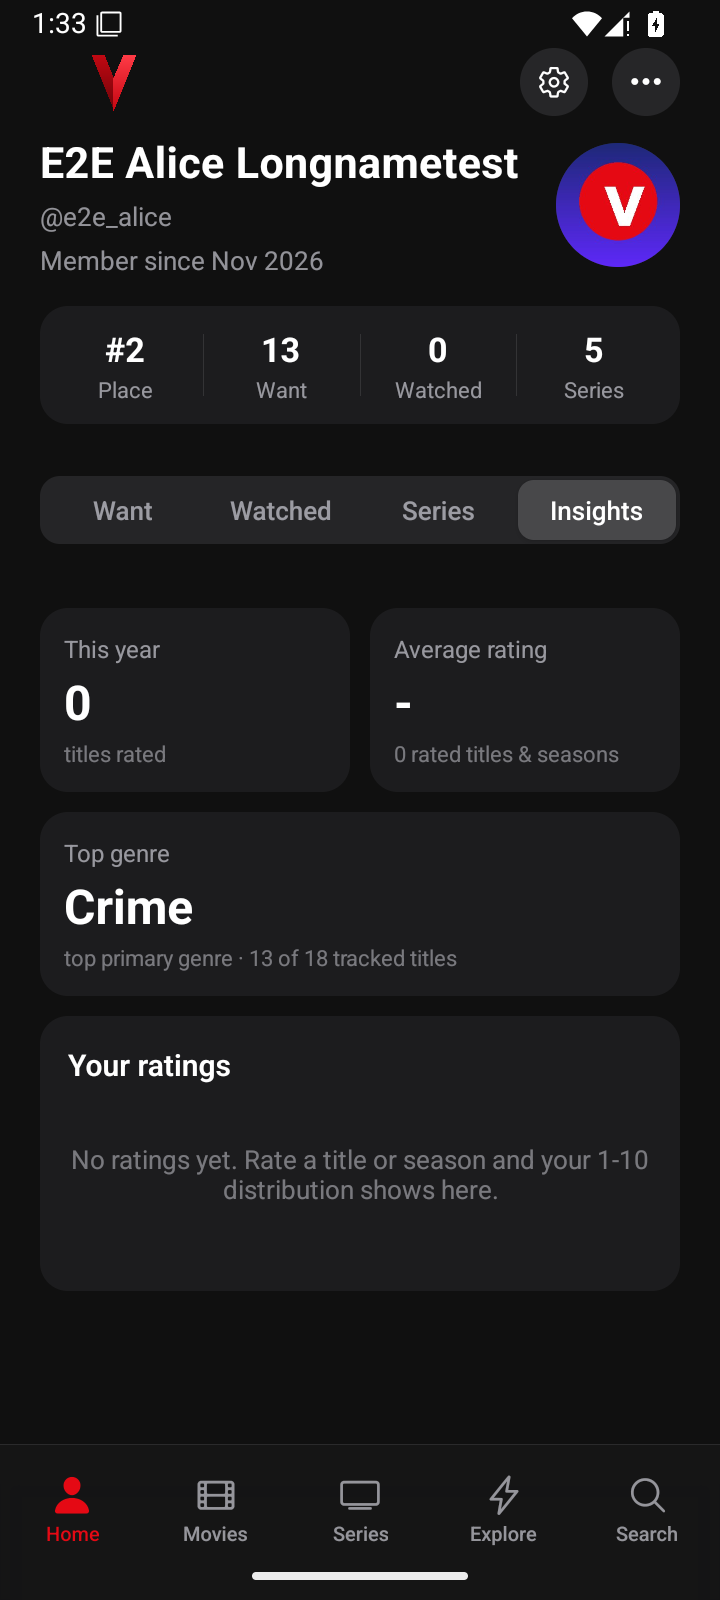 1:33
E2E Alice Longnametest
@e2e_alice
Member since Nov 2026
#2 13 0 5
Place Want Watched Series
Want Watched Series Insights
This year Average rating
0 -
titles rated 0 rated titles & seasons
Top genre
Crime
top primary genre · 13 of 18 tracked titles
Your ratings
No ratings yet. Rate a title or season and your 1-10
distribution shows here.
Home Movies Series Explore Search